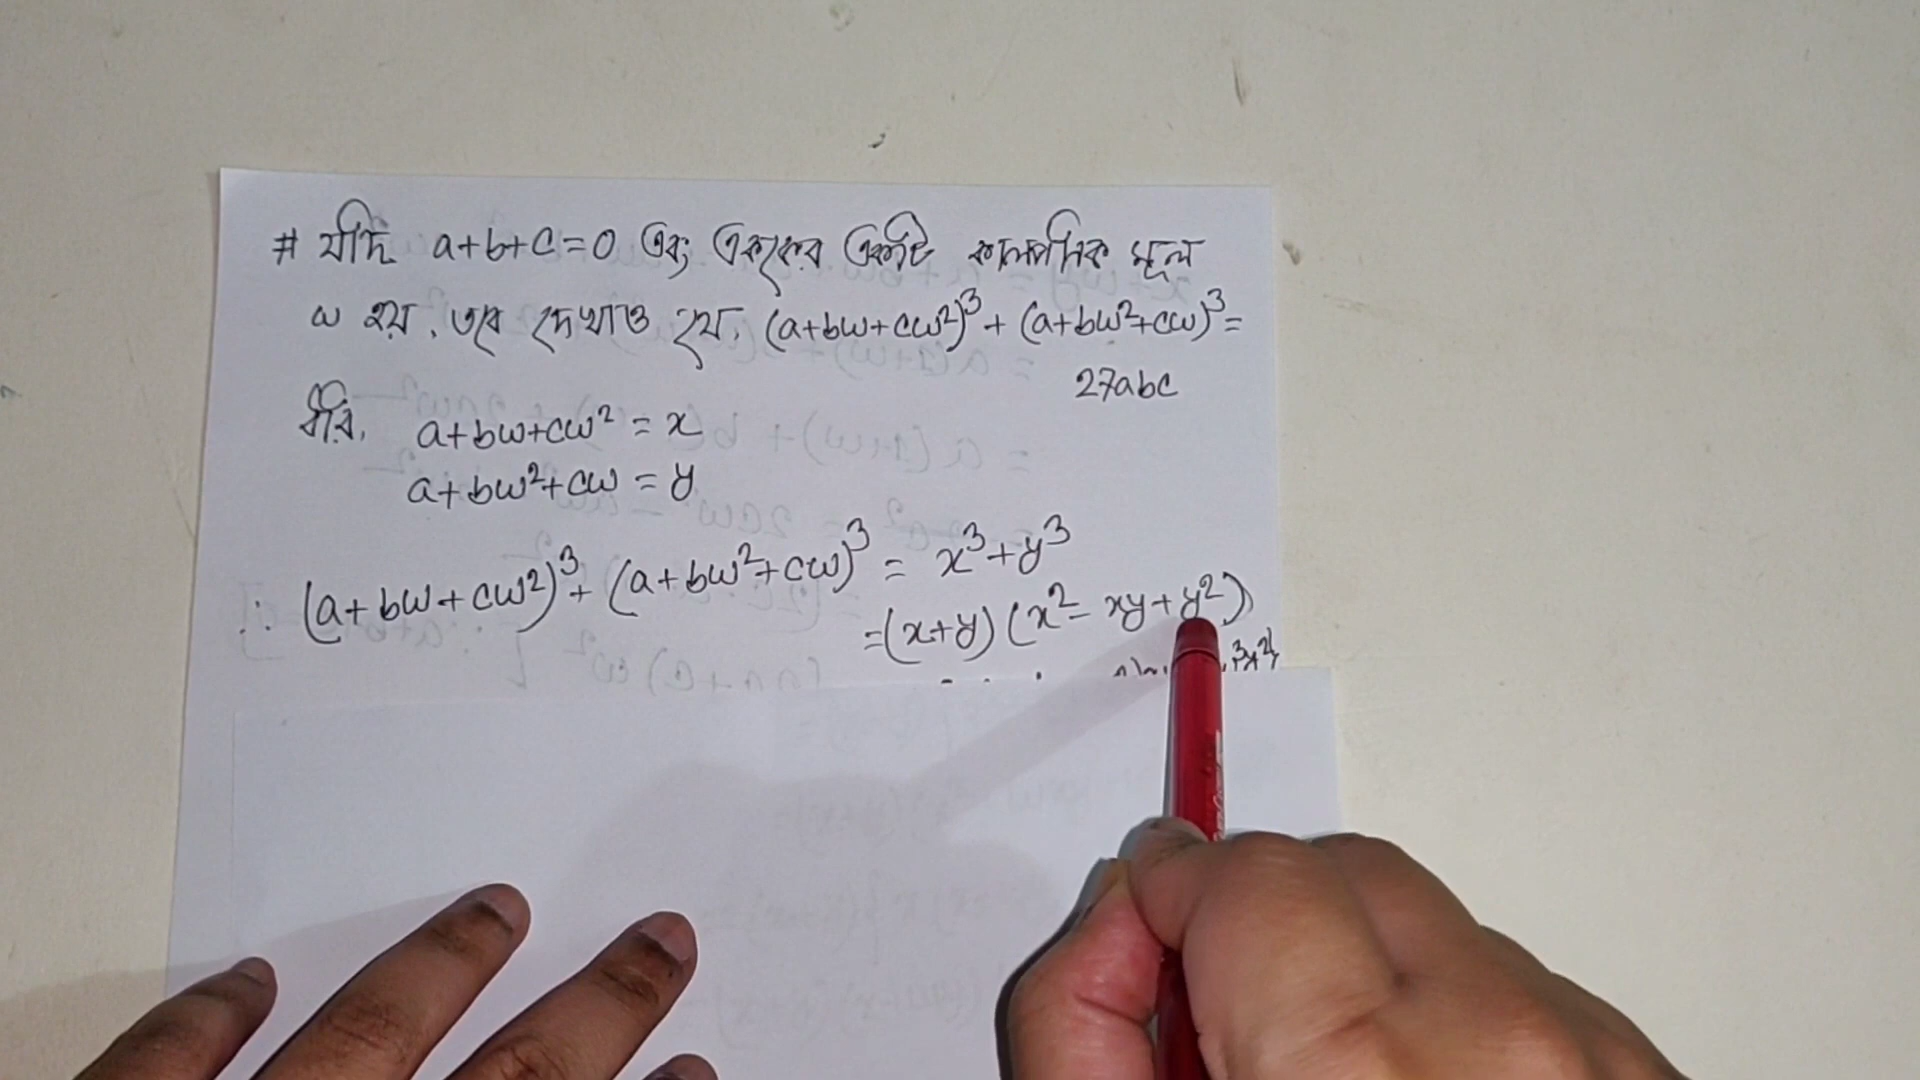 # যদি a+b+c=0 এবং এককের একটি কাল্পনিক মূল
ω হয়, তবে দেখাও যে, (a+bω+cω²)³ + (a+bω²+cω)³ =
27abc
ধরি, a+bω+cω² = x
a+bω²+cω = y
∴ (a+bω+cω²)³ + (a+bω²+cω)³ = x³+y³
=(x+y)(x²-xy+y²)